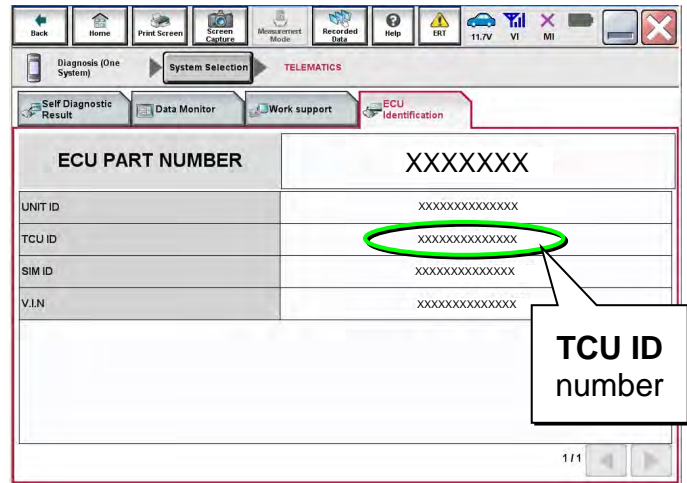 Back
Home
Print Screen
Screen
Capture
Measurement
Mode
Recorded
Data
Help
ERT
11.7V
VI
MI
Diagnosis (One
System)
System Selection
TELEMATICS
Self Diagnostic
Result
Data Monitor
Work support
ECU
Identification
ECU PART NUMBER
XXXXXXX
UNIT ID
XXXXXXXXXXXXXX
TCU ID
XXXXXXXXXXXXXX
SIM ID
XXXXXXXXXXXXXX
V.I.N
XXXXXXXXXXXXXX
TCU ID
number
1/1